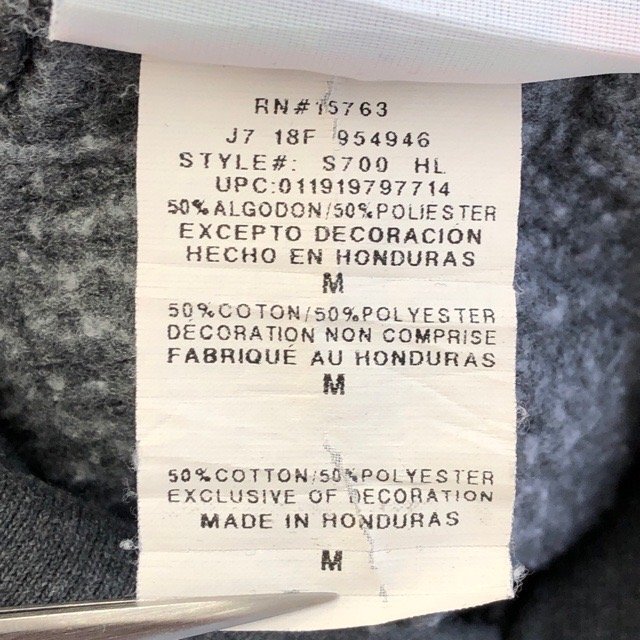 RN#15763
J7 18F 954946
STYLE#: S700 HL
UPC:011919797714
50%ALGODON/50%POLIESTER
EXCEPTO DECORACIÓN
HECHO EN HONDURAS
M
50%COTON/50%POLYESTER
DÉCORATION NON COMPRISE
FABRIQUÉ AU HONDURAS
M
50%COTTON/50%POLYESTER
EXCLUSIVE OF DECORATION
MADE IN HONDURAS
M